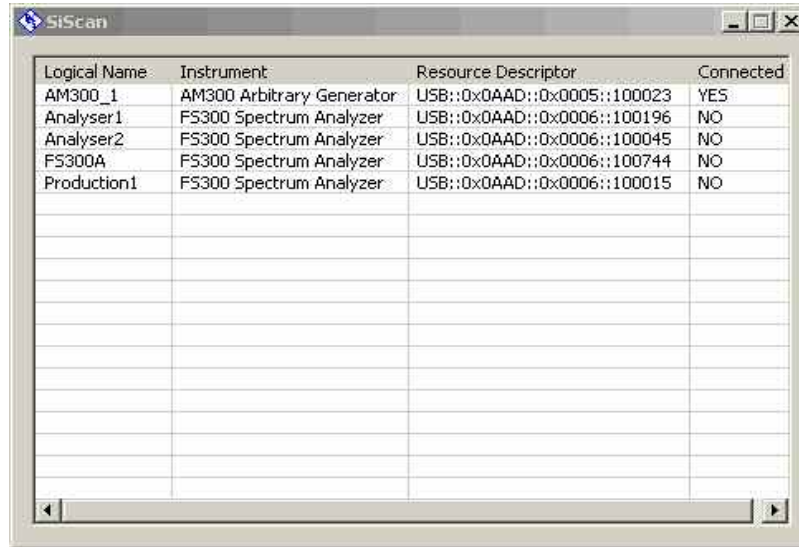 SiScan
Logical Name Instrument Resource Descriptor Connected
AM300_1 AM300 Arbitrary Generator USB::0x0AAD::0x0005::100023 YES
Analyser1 FS300 Spectrum Analyzer USB::0x0AAD::0x0006::100196 NO
Analyser2 FS300 Spectrum Analyzer USB::0x0AAD::0x0006::100045 NO
FS300A FS300 Spectrum Analyzer USB::0x0AAD::0x0006::100744 NO
Production1 FS300 Spectrum Analyzer USB::0x0AAD::0x0006::100015 NO